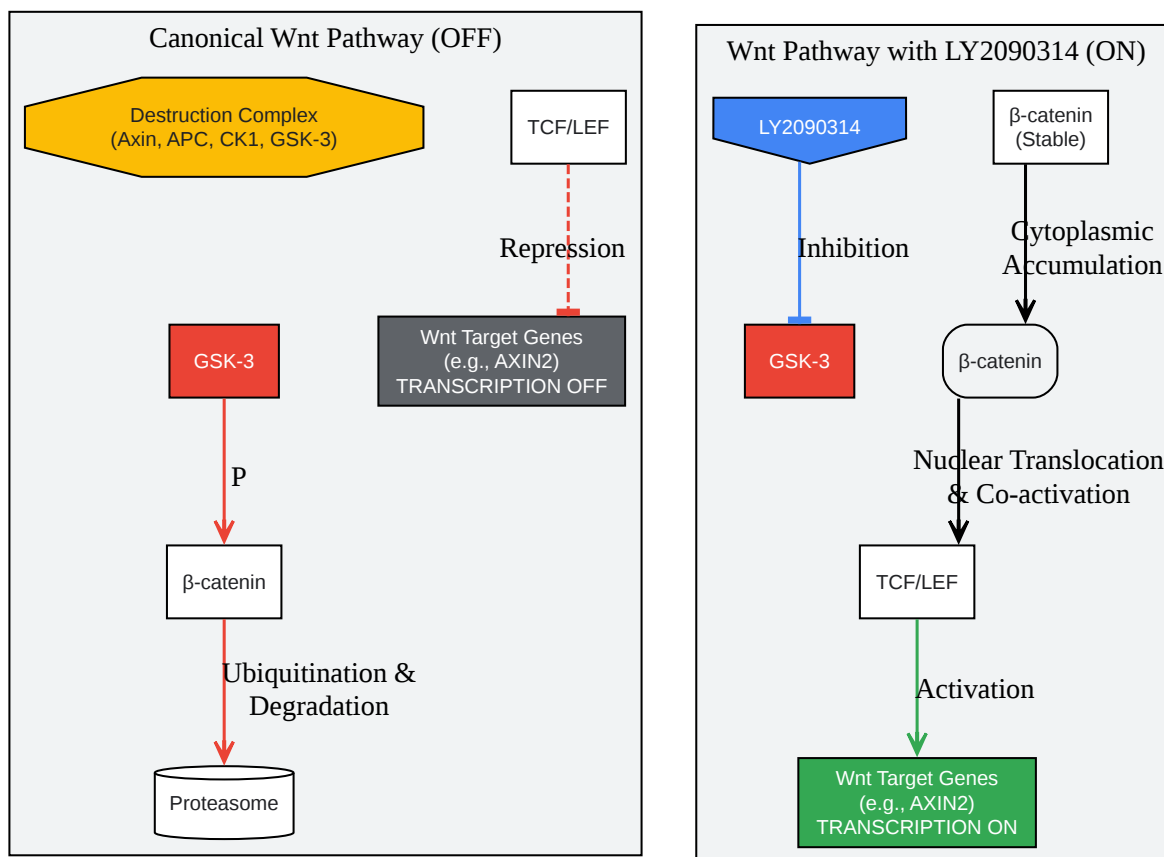 Canonical Wnt Pathway (OFF)
Destruction Complex
(Axin, APC, CK1, GSK-3)
TCF/LEF
Repression
GSK-3
Wnt Target Genes
(e.g., AXIN2)
TRANSCRIPTION OFF
P
β-catenin
Ubiquitination &
Degradation
Proteasome
Wnt Pathway with LY2090314 (ON)
LY2090314
β-catenin
(Stable)
Inhibition
Cytoplasmic
Accumulation
GSK-3
β-catenin
Nuclear Translocation
& Co-activation
TCF/LEF
Activation
Wnt Target Genes
(e.g., AXIN2)
TRANSCRIPTION ON